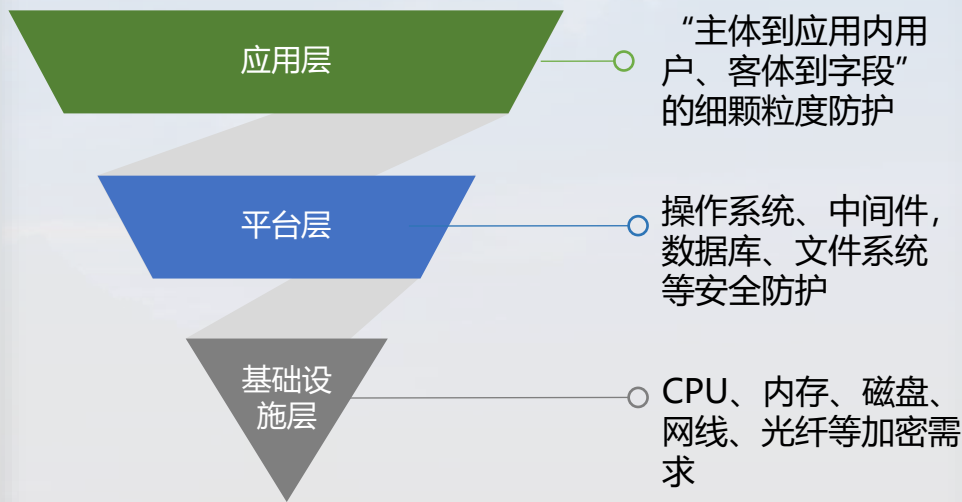 应用层
“主体到应用内用
户、客体到字段”
的细颗粒度防护
平台层
操作系统、中间件，
数据库、文件系统
等安全防护
基础设
施层
CPU、内存、磁盘、
网线、光纤等加密需
求